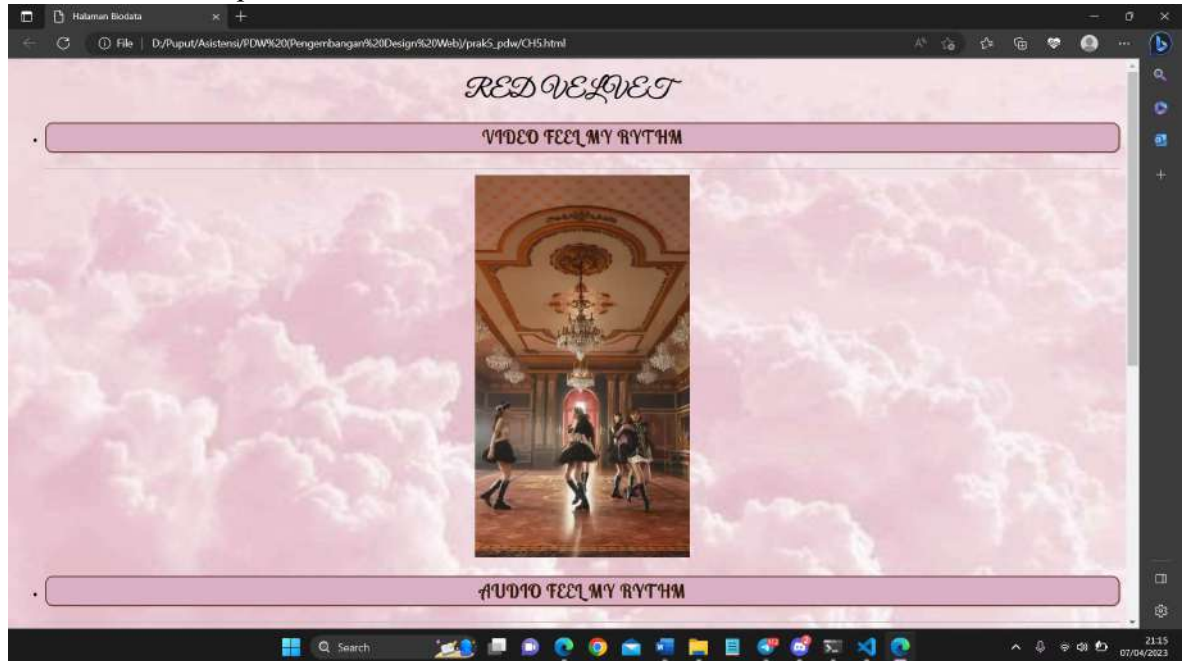 Halaman Biodata
File
D:/Puput/Asistensi/PDW%20(Pengembangan%20Design%20Web)/prak5_pdw/CH5.html
RED VELVET
VIDEO FEEL MY RYTHM
AUDIO FEEL MY RYTHM
Search
21:15
07/04/2023